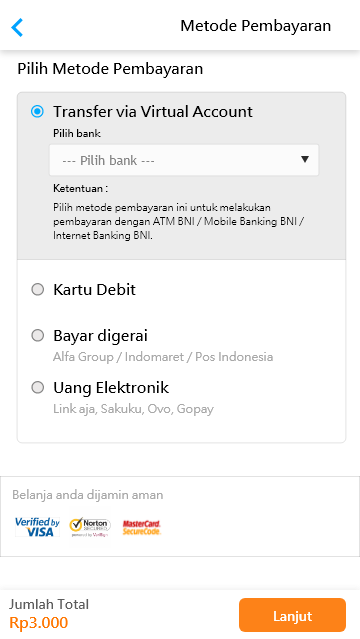 Metode Pembayaran
Pilih Metode Pembayaran
Transfer via Virtual Account
Pilih bank
--- Pilih bank ---
Ketentuan :
Pilih metode pembayaran ini untuk melakukan
pembayaran dengan ATM BNI / Mobile Banking BNI /
Internet Banking BNI.
Kartu Debit
Bayar digerai
Alfa Group / Indomaret / Pos Indonesia
Uang Elektronik
Link aja, Sakuku, Ovo, Gopay
Belanja anda dijamin aman
Verified by
VISA
Norton
SECURED
powered by VeriSign
MasterCard.
SecureCode.
Jumlah Total
Rp3.000
Lanjut